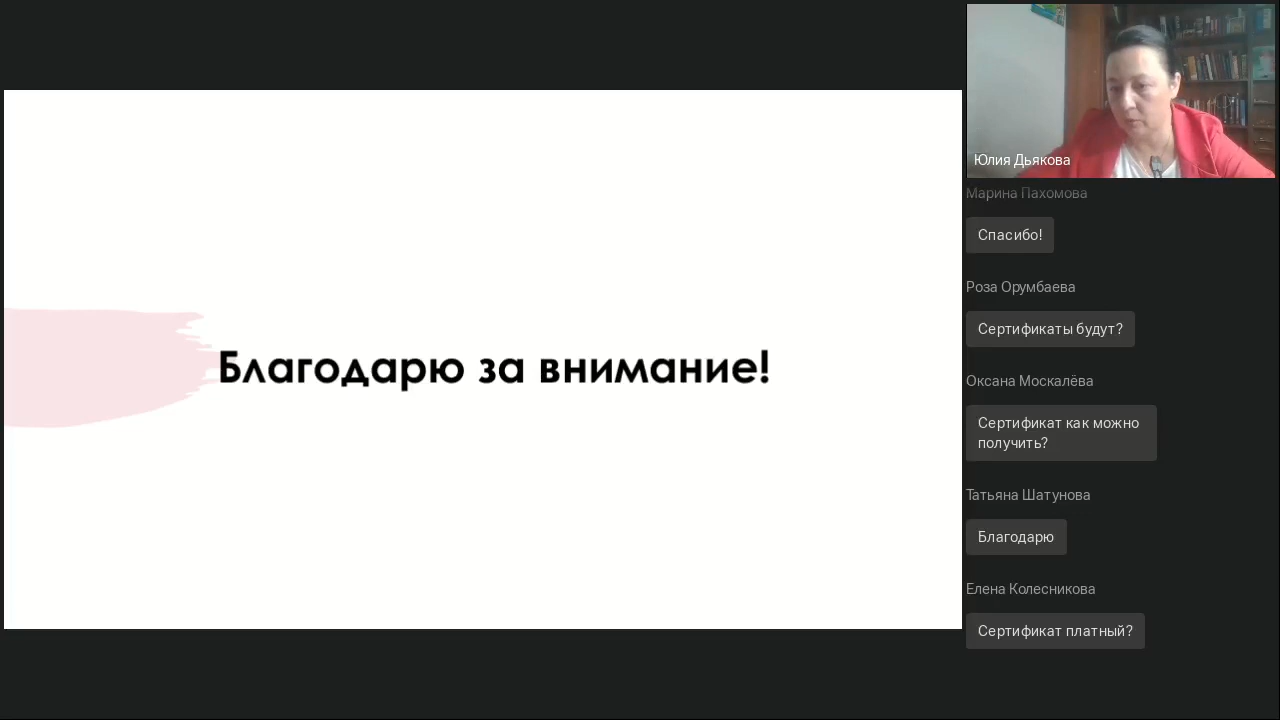 Благодарю за внимание!
Юлия Дьякова
Марина Пахомова
Спасибо!
Роза Орумбаева
Сертификаты будут?
Оксана Москалёва
Сертификат как можно
получить?
Татьяна Шатунова
Благодарю
Елена Колесникова
Сертификат платный?